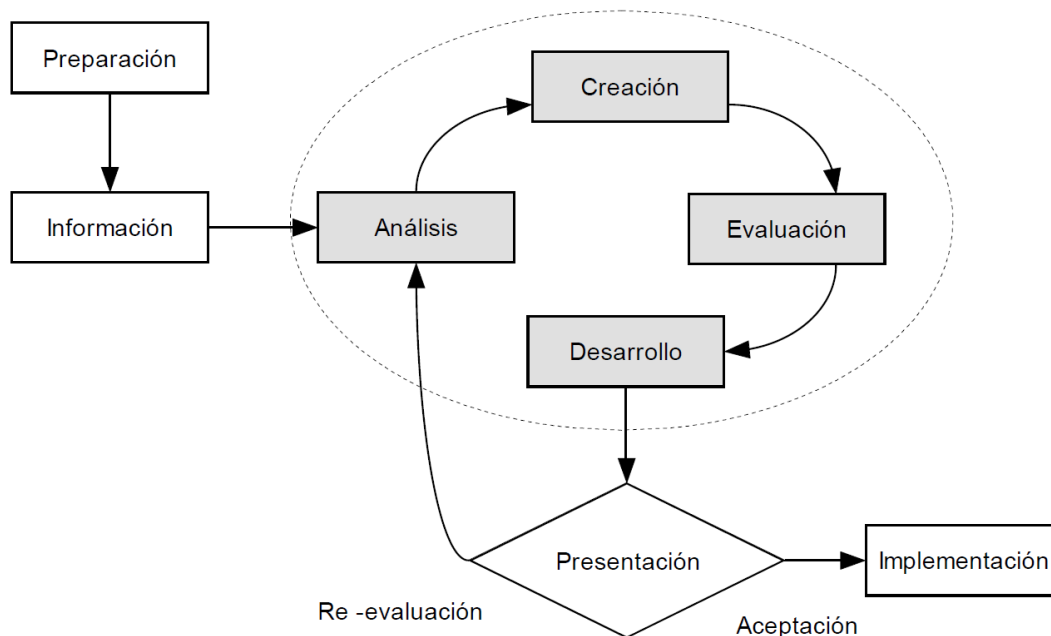 Preparación
Creación
Información
Análisis
Evaluación
Desarrollo
Presentación
Implementación
Re -evaluación
Aceptación